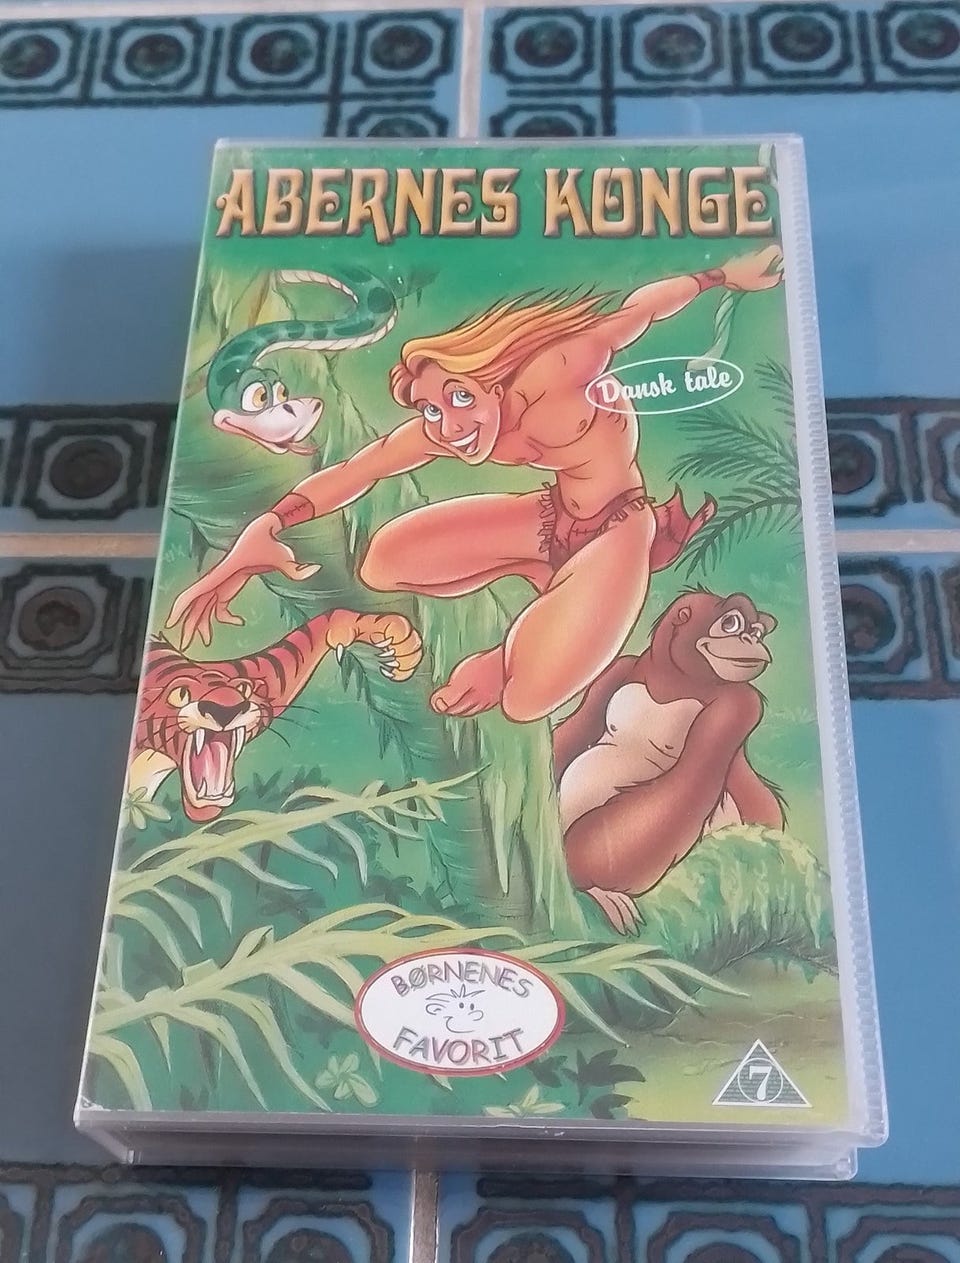 ABERNES KONGE
Dansk tale
BØRNENES
FAVORIT
7